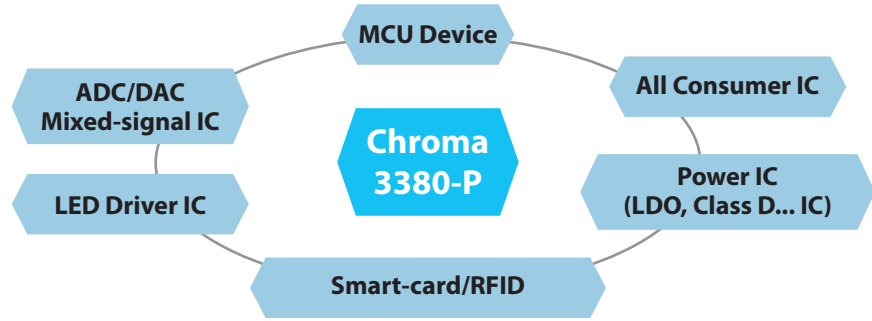 MCU Device
ADC/DAC
Mixed-signal IC
All Consumer IC
Chroma
3380-P
Power IC
(LDO, Class D... IC)
LED Driver IC
Smart-card/RFID